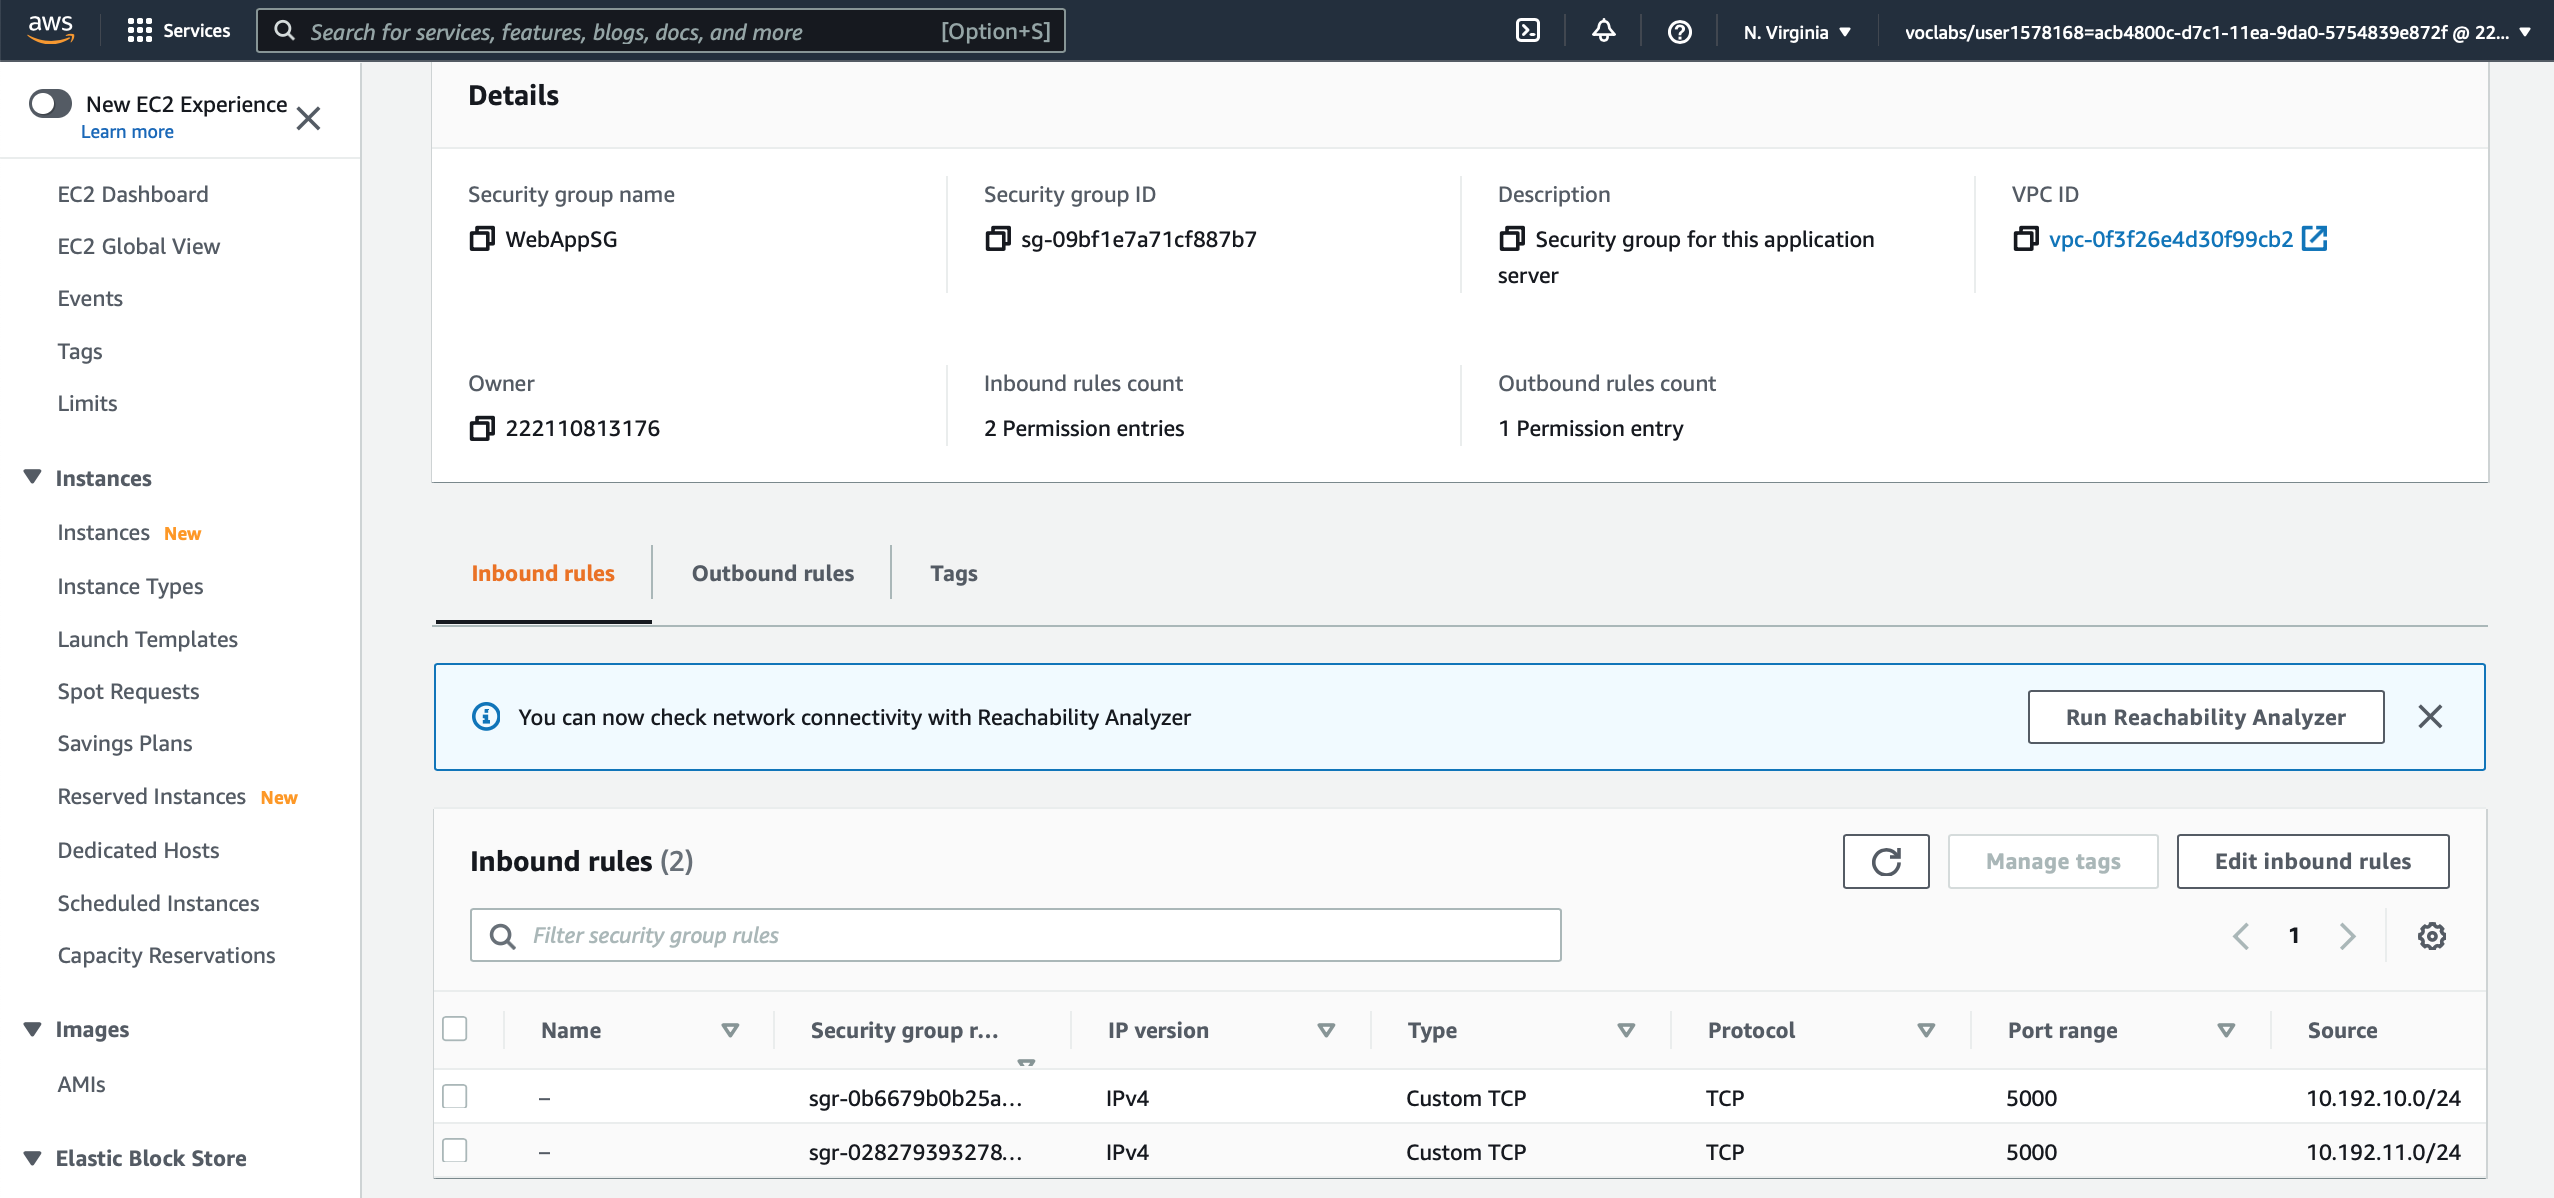 aws Services Search for services, features, blogs, docs, and more [Option+S] N. Virginia voclabs/user1578168=acb4800c-d7c1-11ea-9da0-5754839e872f @ 22...
New EC2 Experience
Learn more
EC2 Dashboard
EC2 Global View
Events
Tags
Limits
Instances
Instances New
Instance Types
Launch Templates
Spot Requests
Savings Plans
Reserved Instances New
Dedicated Hosts
Scheduled Instances
Capacity Reservations
Images
AMIs
Elastic Block Store
Details
Security group name
WebAppSG
Security group ID
sg-09bf1e7a71cf887b7
Description
Security group for this application
server
VPC ID
vpc-0f3f26e4d30f99cb2
Owner
222110813176
Inbound rules count
2 Permission entries
Outbound rules count
1 Permission entry
Inbound rules Outbound rules Tags
You can now check network connectivity with Reachability Analyzer Run Reachability Analyzer
Inbound rules (2) Manage tags Edit inbound rules
Filter security group rules 1
Name Security group r... IP version Type Protocol Port range Source
– sgr-0b6679b0b25a... IPv4 Custom TCP TCP 5000 10.192.10.0/24
– sgr-028279393278... IPv4 Custom TCP TCP 5000 10.192.11.0/24